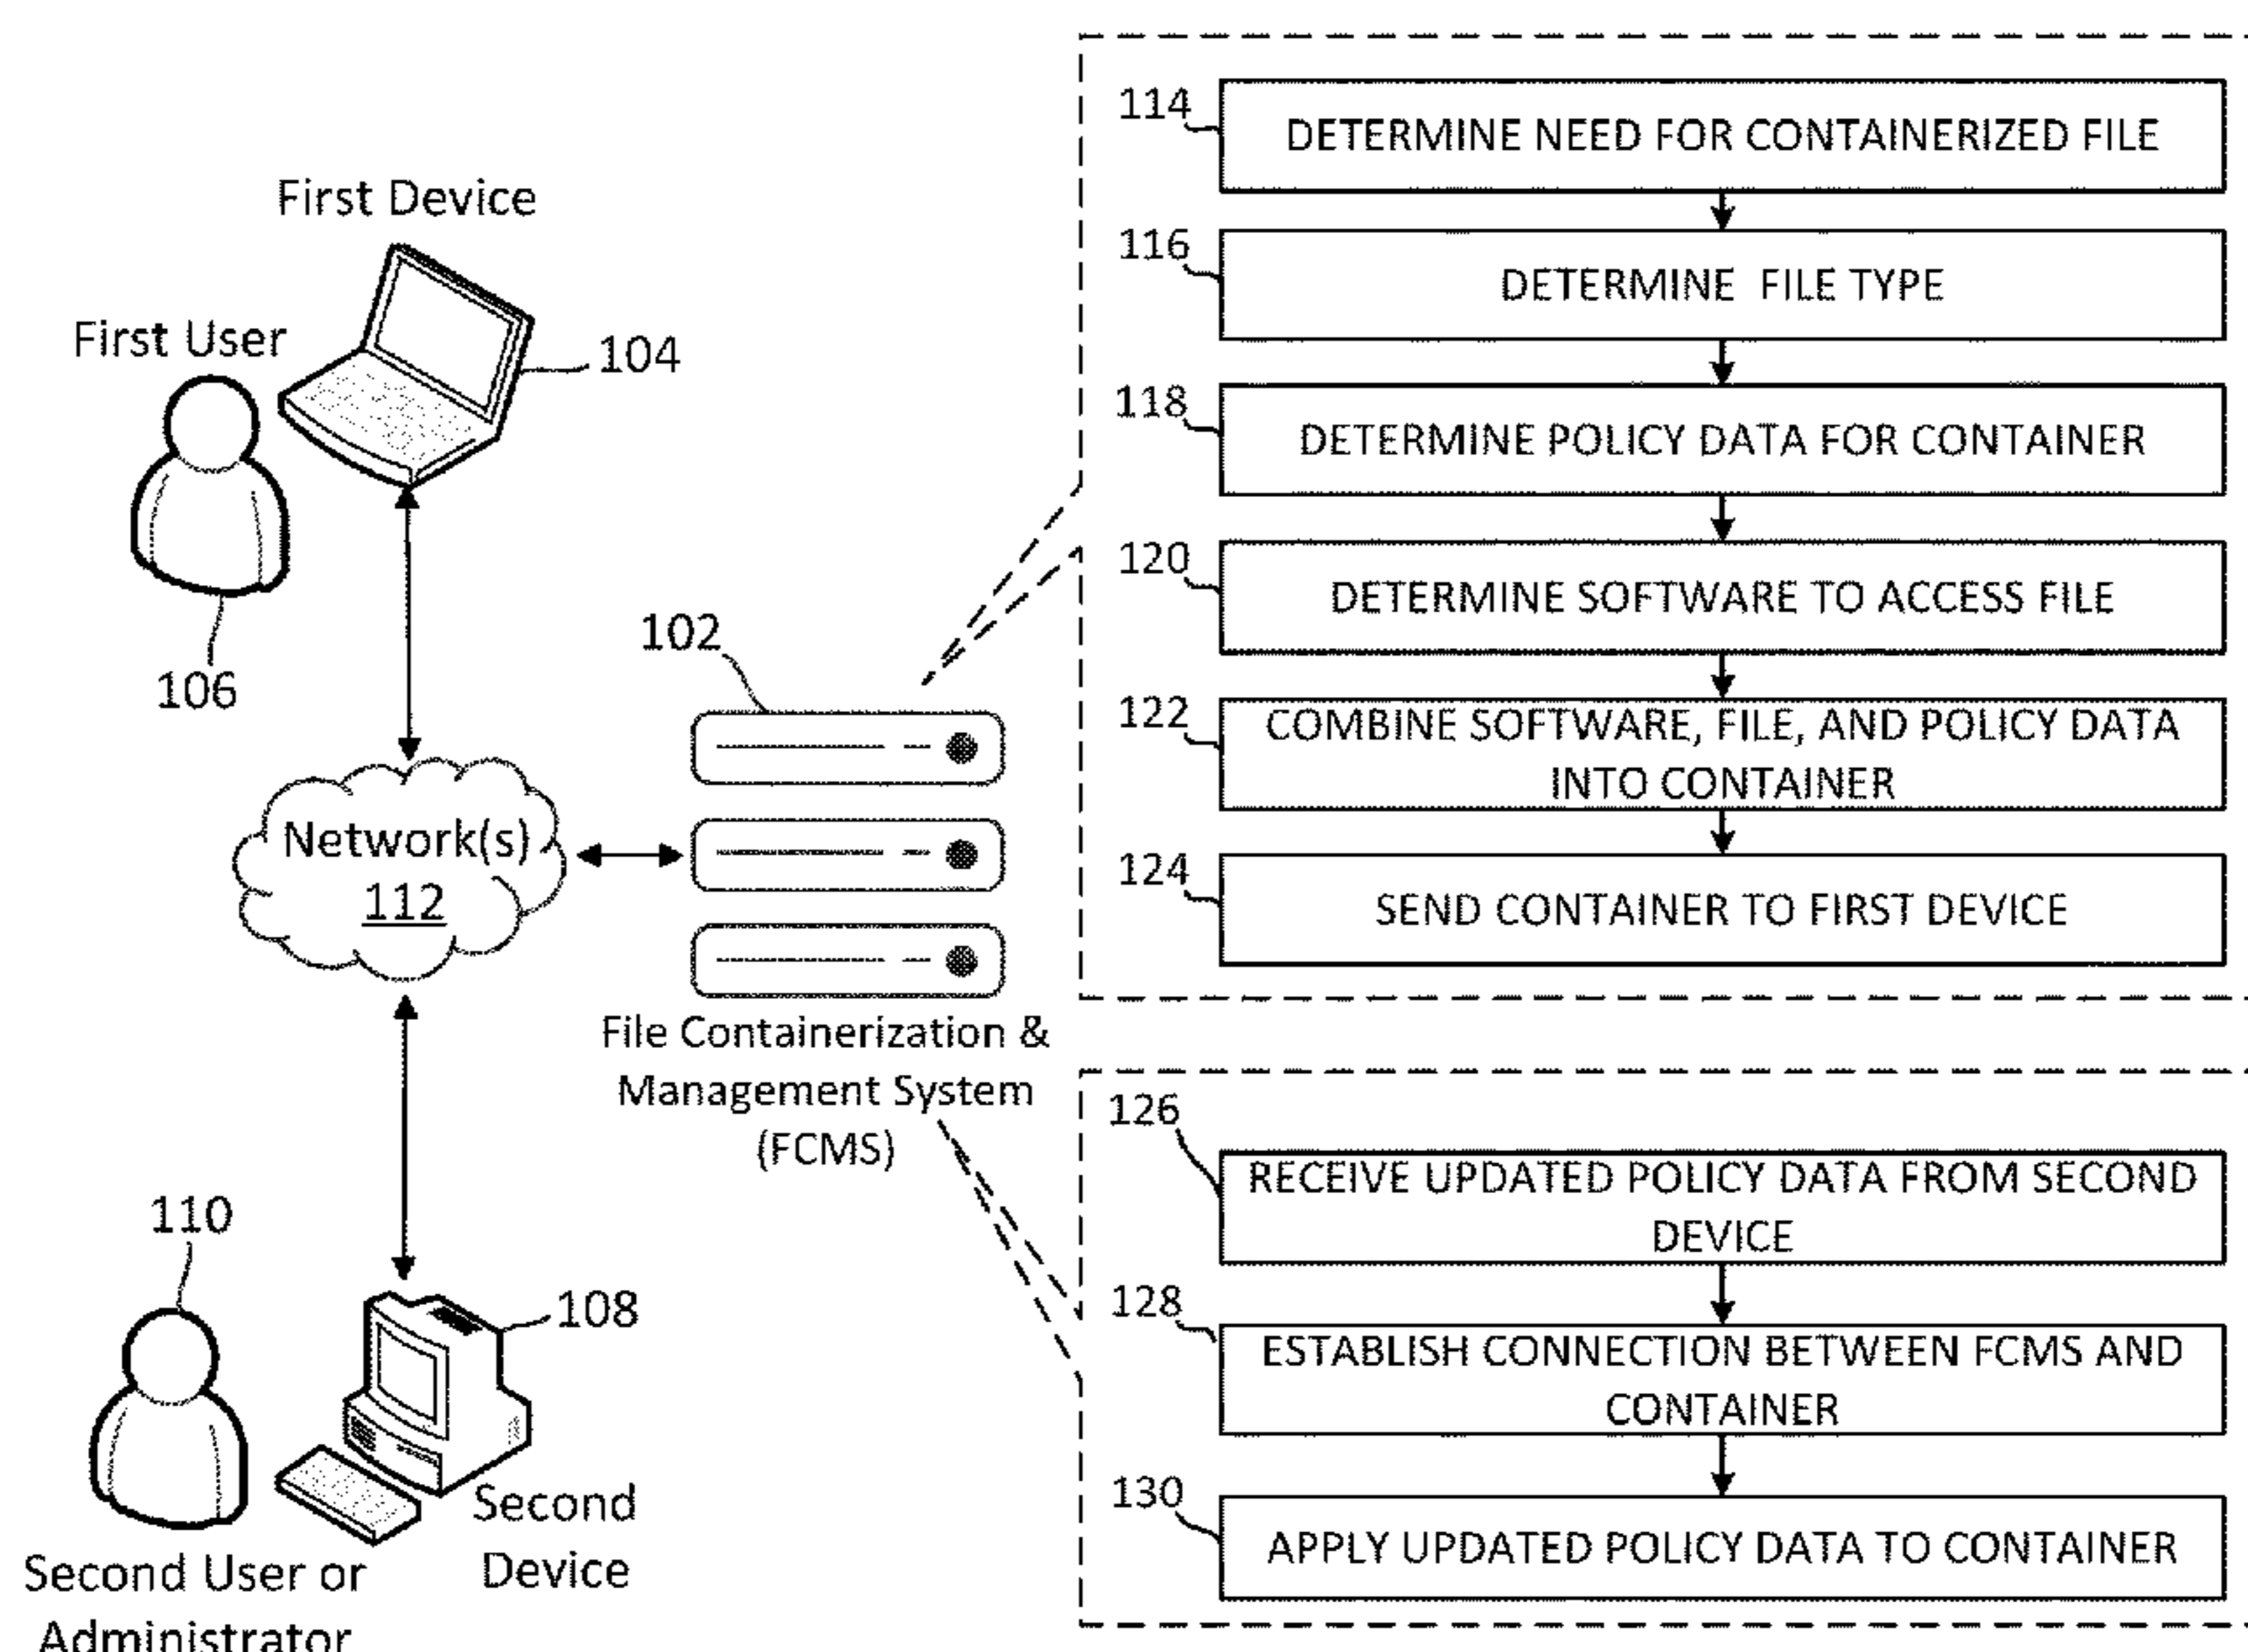 First Device
First User
104
106
102
Network(s)
112
File Containerization &
Management System
(FCMS)
110
108
Second
Device
Second User or
Administrator
114
DETERMINE NEED FOR CONTAINERIZED FILE
116
DETERMINE FILE TYPE
118
DETERMINE POLICY DATA FOR CONTAINER
120
DETERMINE SOFTWARE TO ACCESS FILE
122
COMBINE SOFTWARE, FILE, AND POLICY DATA
INTO CONTAINER
124
SEND CONTAINER TO FIRST DEVICE
126
RECEIVE UPDATED POLICY DATA FROM SECOND
DEVICE
128
ESTABLISH CONNECTION BETWEEN FCMS AND
CONTAINER
130
APPLY UPDATED POLICY DATA TO CONTAINER